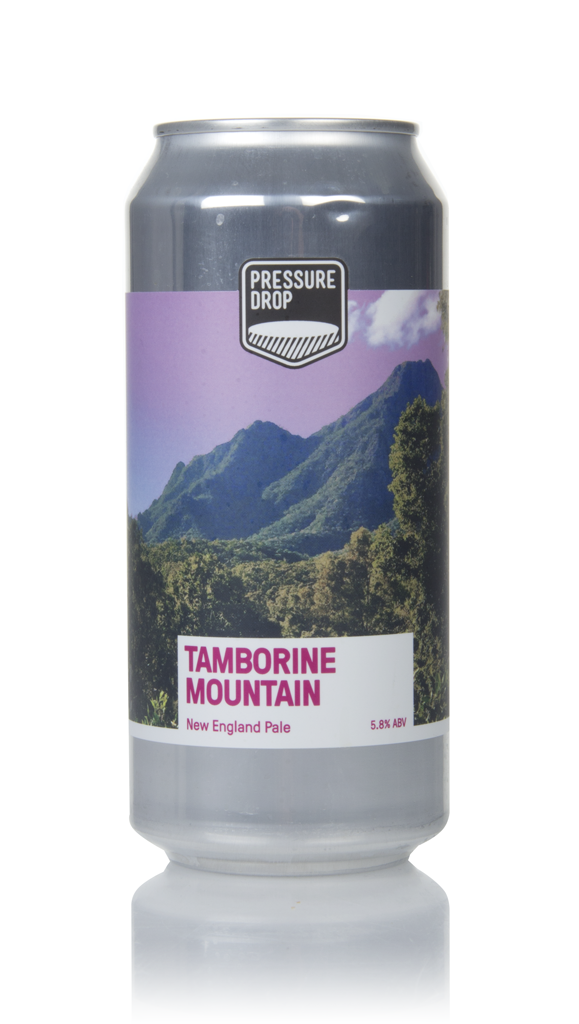 PRESSURE
DROP
TAMBORINE
MOUNTAIN
New England Pale
5.8% ABV